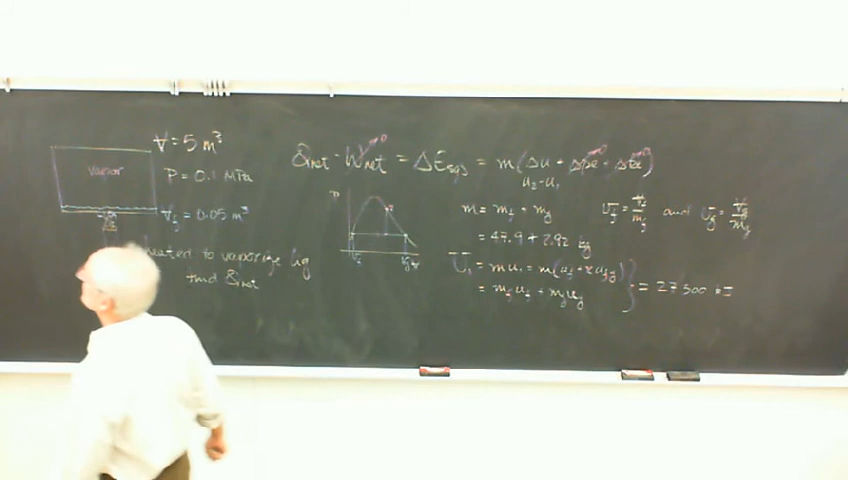 V = 5 m³
vapor
P = 0.1 MPa
V_f = 0.05 m³
heated to vaporize liq
find Q_net
Q_net - W_net = ΔE_sys = m(Δu + Δpe + Δke)
u₂-u₁
m = m_f + m_g
= 47.9 + 2.92 kg
v_f = V_f/m_f and v_g = V_g/m_g
U₁ = mu₁ = m(u_f + x u_fg)
= m_f u_f + m_g u_g } = 27 500 kJ